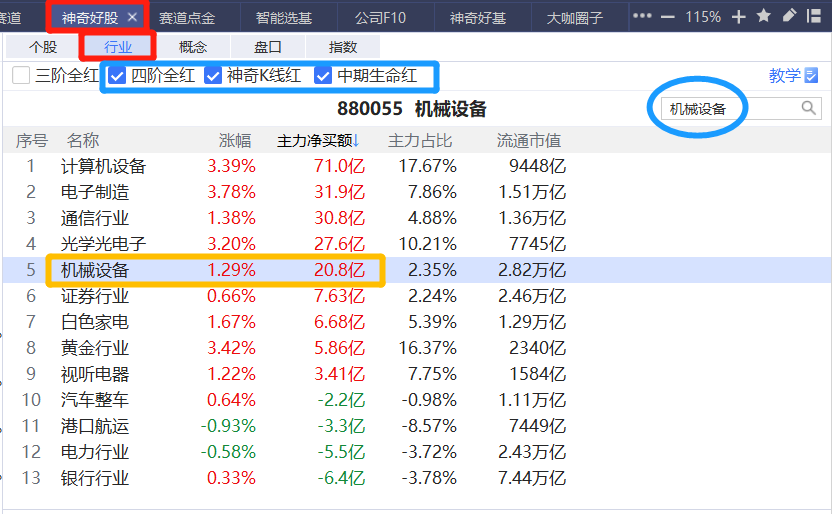 赛道 神奇好股 × 赛道点金 智能选基 公司F10 神奇好基 大咖圈子 ••• 115%
个股 行业 概念 盘口 指数
三阶全红 四阶全红 神奇K线红 中期生命红 教学
880055 机械设备 机械设备
序号 名称 涨幅 主力净买额↓ 主力占比 流通市值
1 计算机设备 3.39% 71.0亿 17.67% 9448亿
2 电子制造 3.78% 31.9亿 7.86% 1.51万亿
3 通信行业 1.38% 30.8亿 4.88% 1.36万亿
4 光学光电子 3.20% 27.6亿 10.21% 7745亿
5 机械设备 1.29% 20.8亿 2.35% 2.82万亿
6 证券行业 0.66% 7.63亿 2.24% 2.46万亿
7 白色家电 1.67% 6.68亿 5.39% 1.29万亿
8 黄金行业 3.42% 5.86亿 16.37% 2340亿
9 视听电器 1.22% 3.41亿 7.75% 1584亿
10 汽车整车 0.64% -2.2亿 -0.98% 1.11万亿
11 港口航运 -0.93% -3.3亿 -8.57% 7449亿
12 电力行业 -0.58% -5.5亿 -3.72% 2.43万亿
13 银行行业 0.33% -6.4亿 -3.78% 7.44万亿